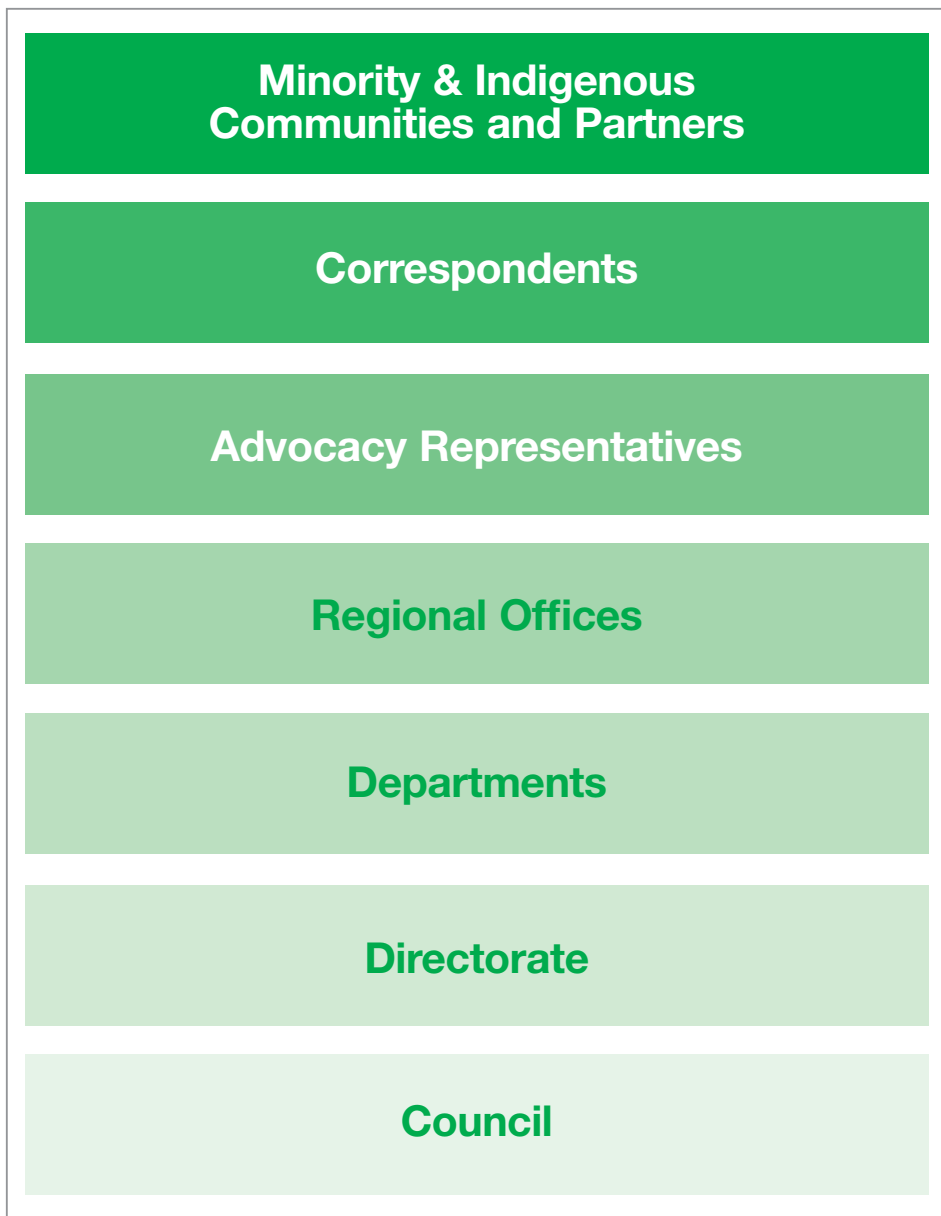 Minority & Indigenous
Communities and Partners
Correspondents
Advocacy Representatives
Regional Offices
Departments
Directorate
Council